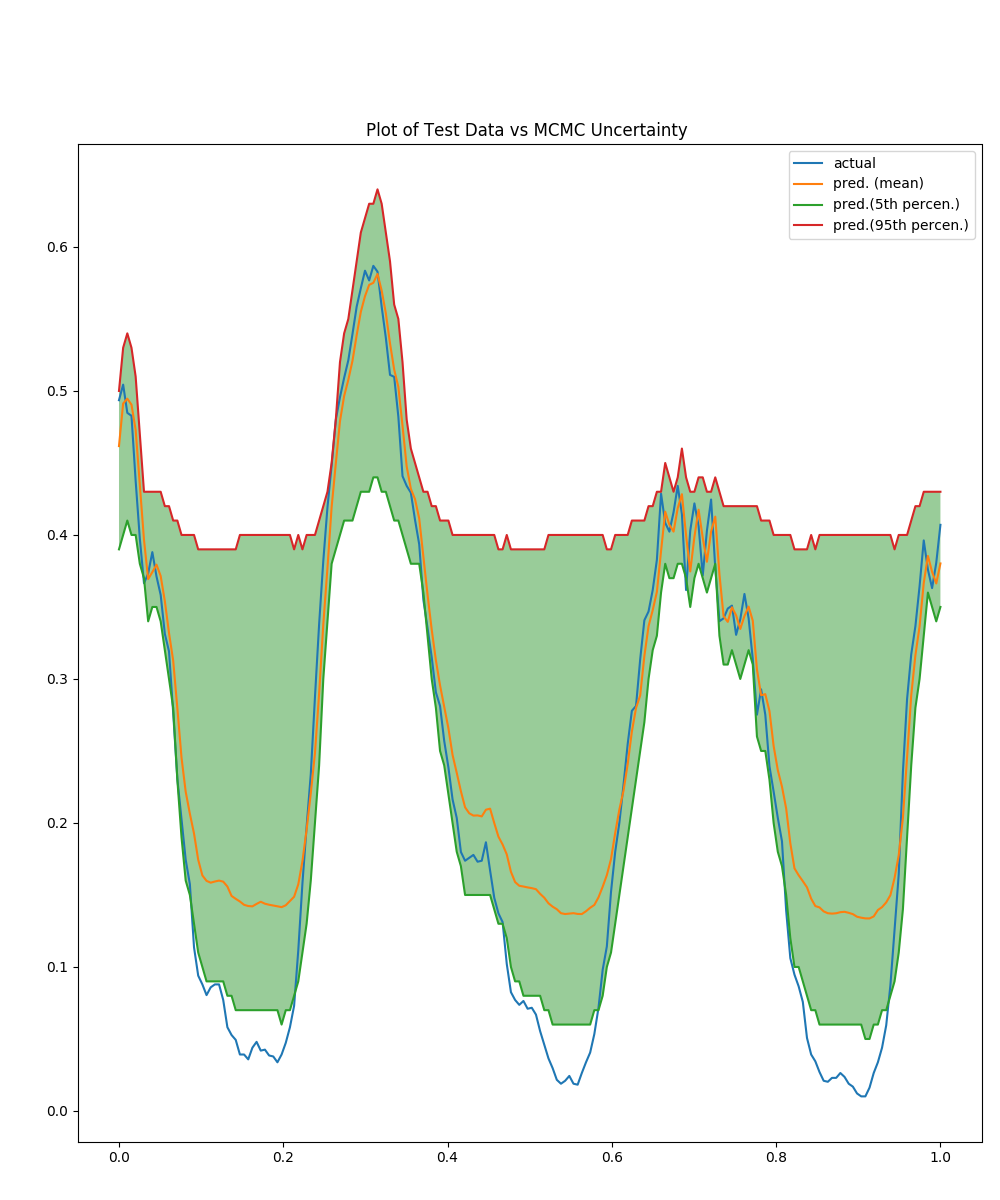 Plot of Test Data vs MCMC Uncertainty
actual
pred. (mean)
pred.(5th percen.)
pred.(95th percen.)
0.6
0.5
0.4
0.3
0.2
0.1
0.0
0.0 0.2 0.4 0.6 0.8 1.0